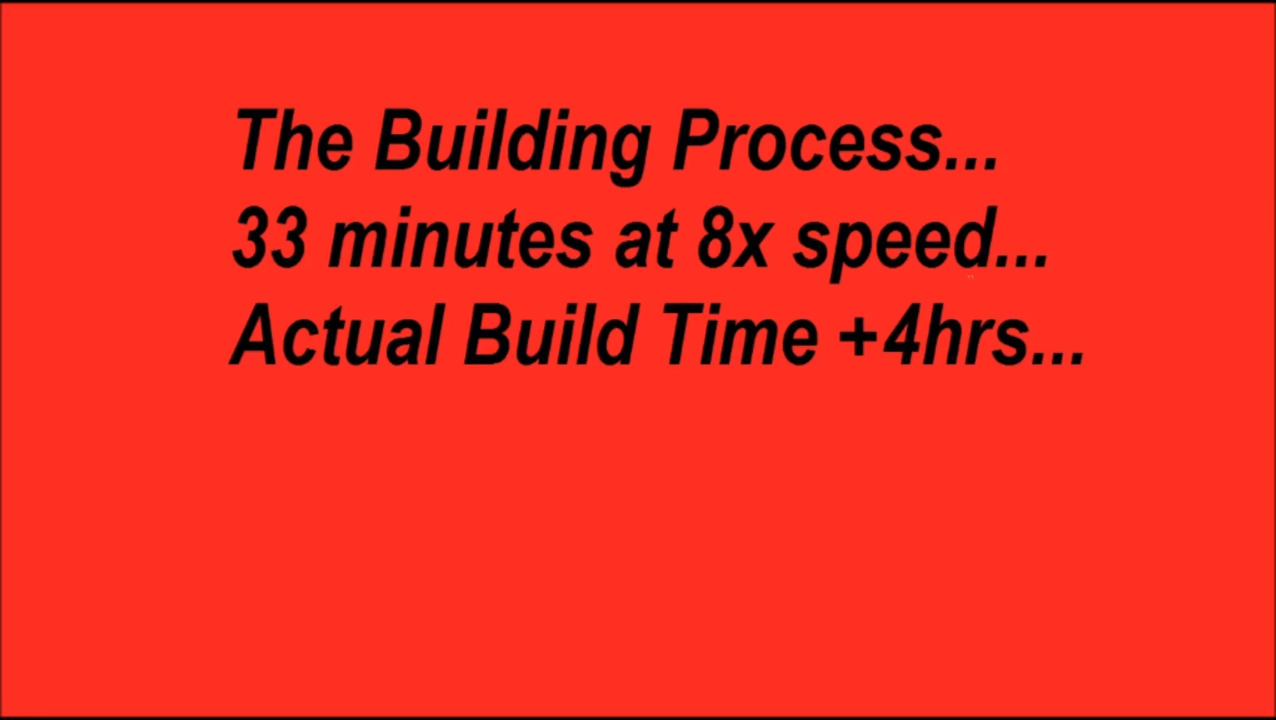 The Building Process...
33 minutes at 8x speed...
Actual Build Time +4hrs...